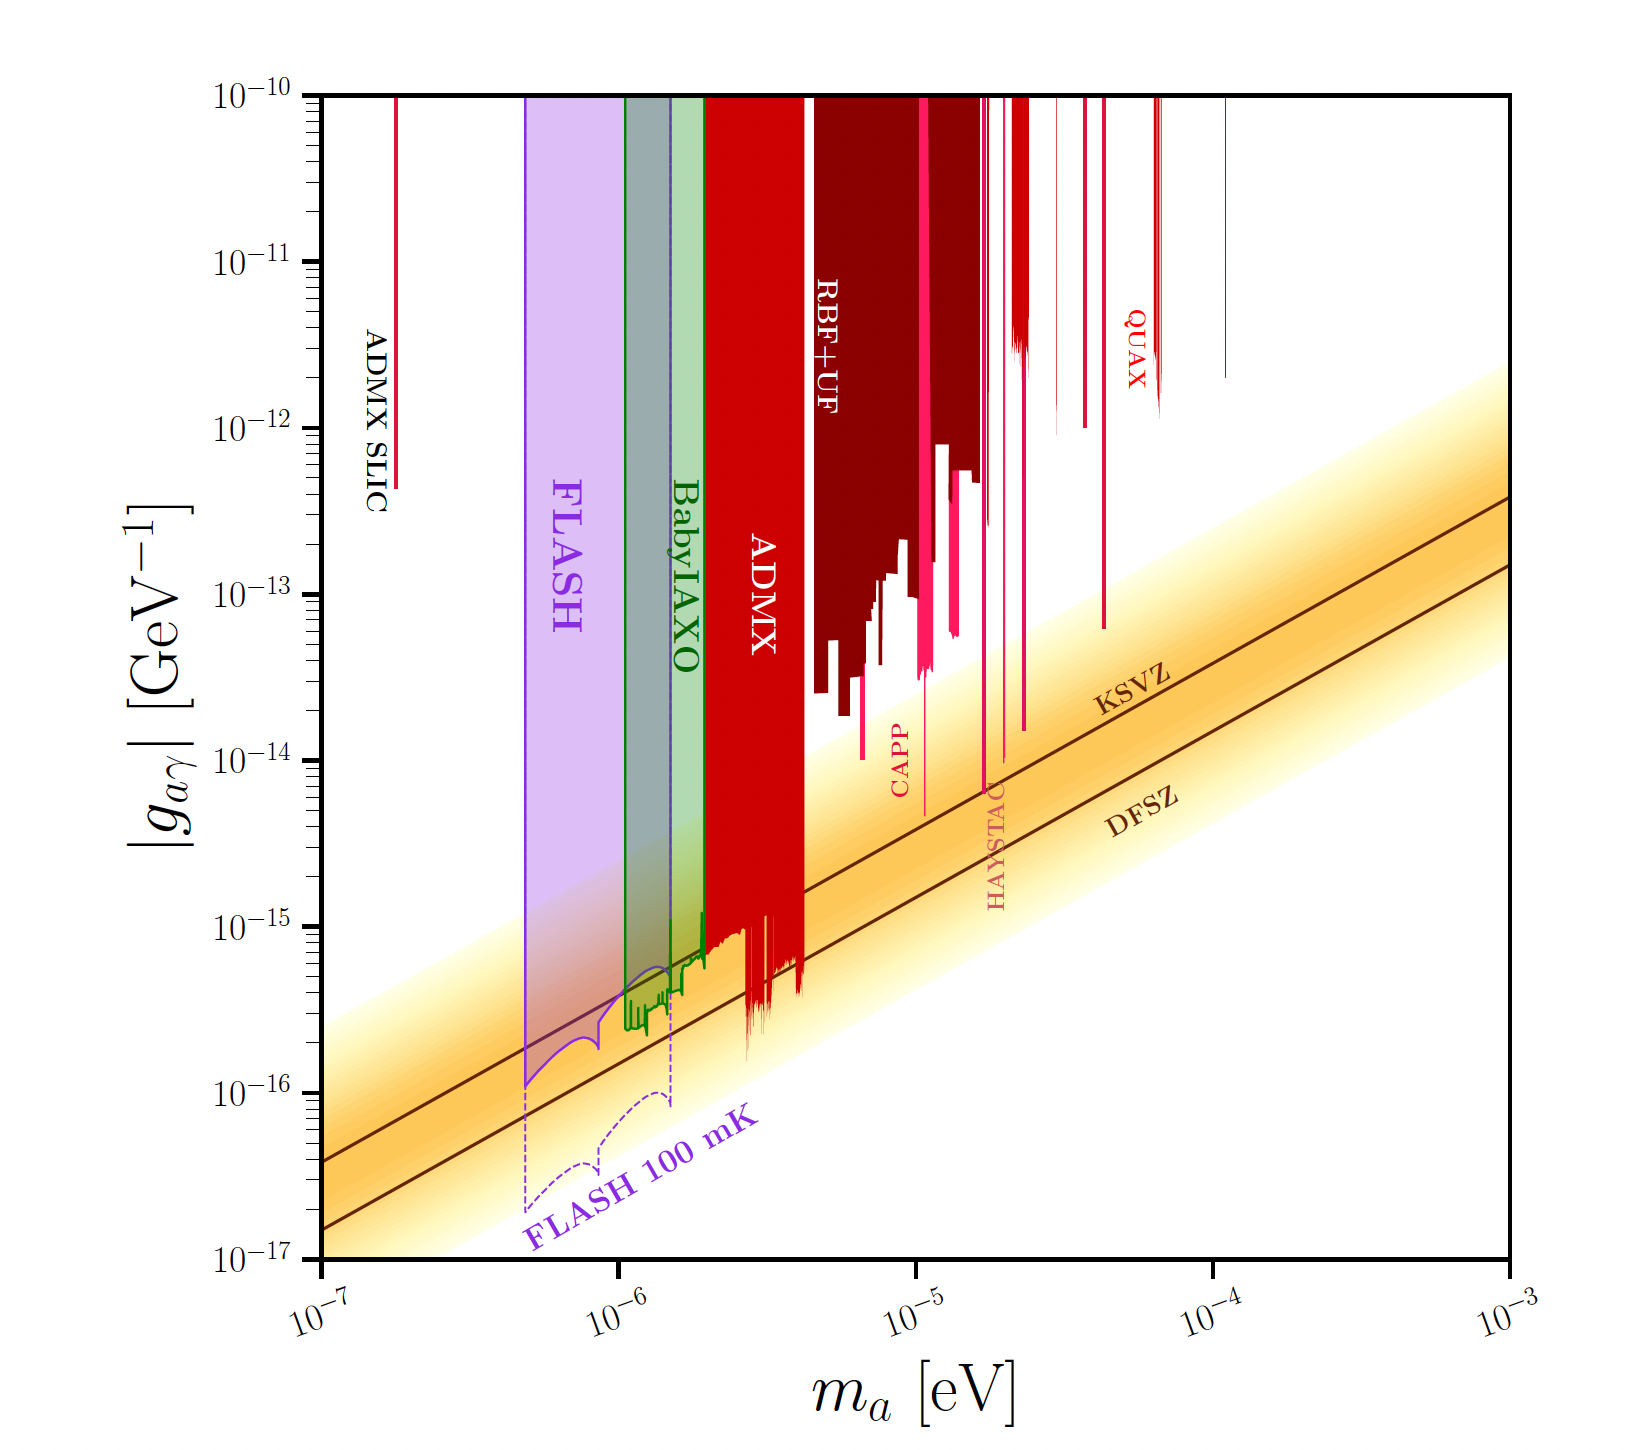 10⁻¹⁰
10⁻¹¹
10⁻¹²
10⁻¹³
10⁻¹⁴
10⁻¹⁵
10⁻¹⁶
10⁻¹⁷
|g_{aγ}| [GeV⁻¹]
ADMX SLIC
FLASH
BabyIAXO
ADMX
RBF+UF
CAPP
HAYSTAC
QUAX
KSVZ
DFSZ
FLASH 100 mK
10⁻⁷
10⁻⁶
10⁻⁵
10⁻⁴
10⁻³
m_a [eV]